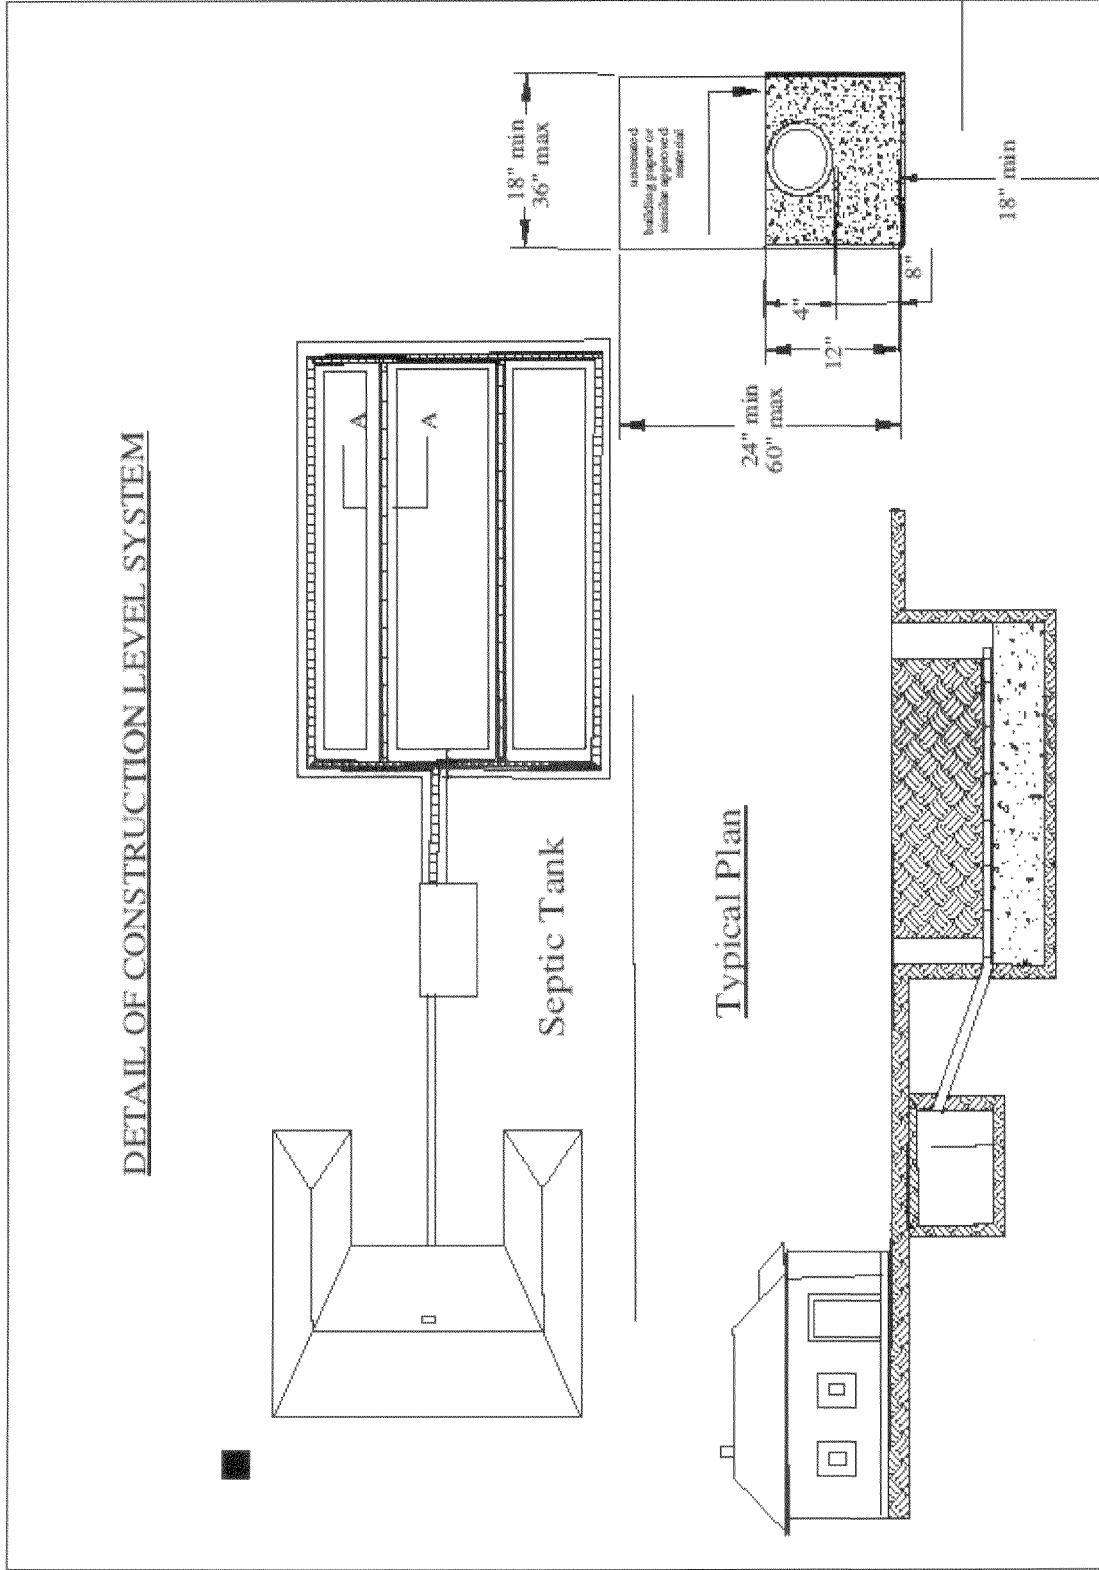 DETAIL OF CONSTRUCTION LEVEL SYSTEM
A
A
Septic Tank
Typical Plan
18" min
36" max
untreated
building paper or
similar approved
material
4"
8"
12"
24" min
60" max
18" min